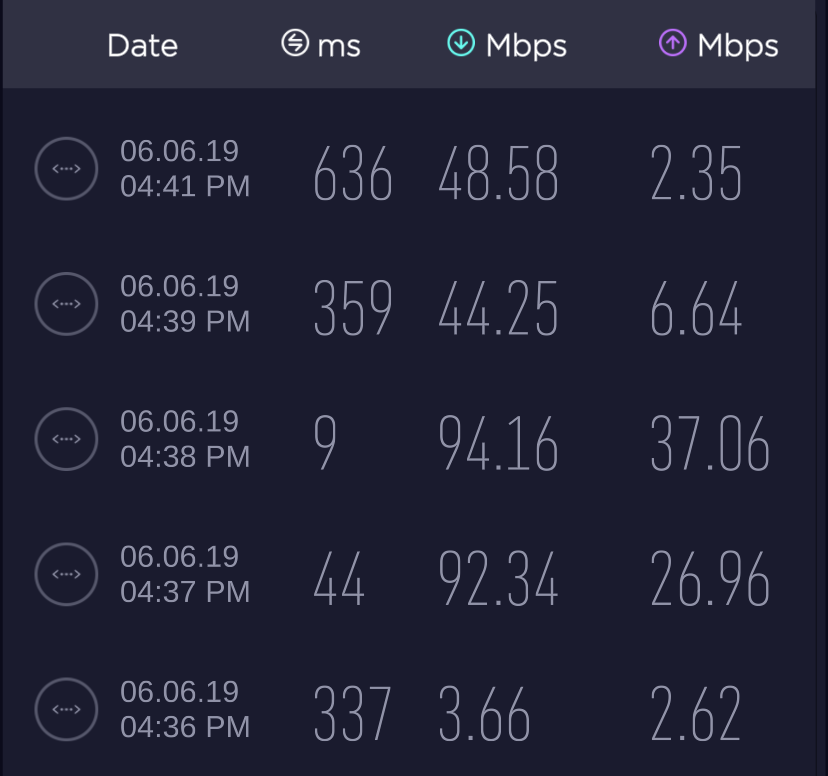 Date ms Mbps Mbps
06.06.19
04:41 PM 636 48.58 2.35
06.06.19
04:39 PM 359 44.25 6.64
06.06.19
04:38 PM 9 94.16 37.06
06.06.19
04:37 PM 44 92.34 26.96
06.06.19
04:36 PM 337 3.66 2.62